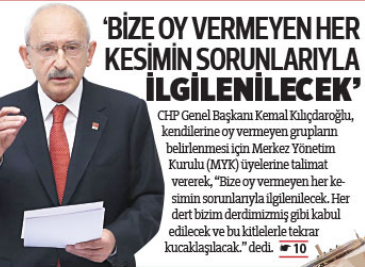 ‘BİZE OY VERMEYEN HER
KESİMİN SORUNLARIYLA
İLGİLENİLECEK’
CHP Genel Başkanı Kemal Kılıçdaroğlu,
kendilerine oy vermeyen grupların
belirlenmesi için Merkez Yönetim
Kurulu (MYK) üyelerine talimat
vererek, “Bize oy vermeyen her ke-
simin sorunlarıyla ilgilenilecek. Her
dert bizim derdimizmiş gibi kabul
edilecek ve bu kitlelerle tekrar
kucaklaşılacak.” dedi. ☛ 10